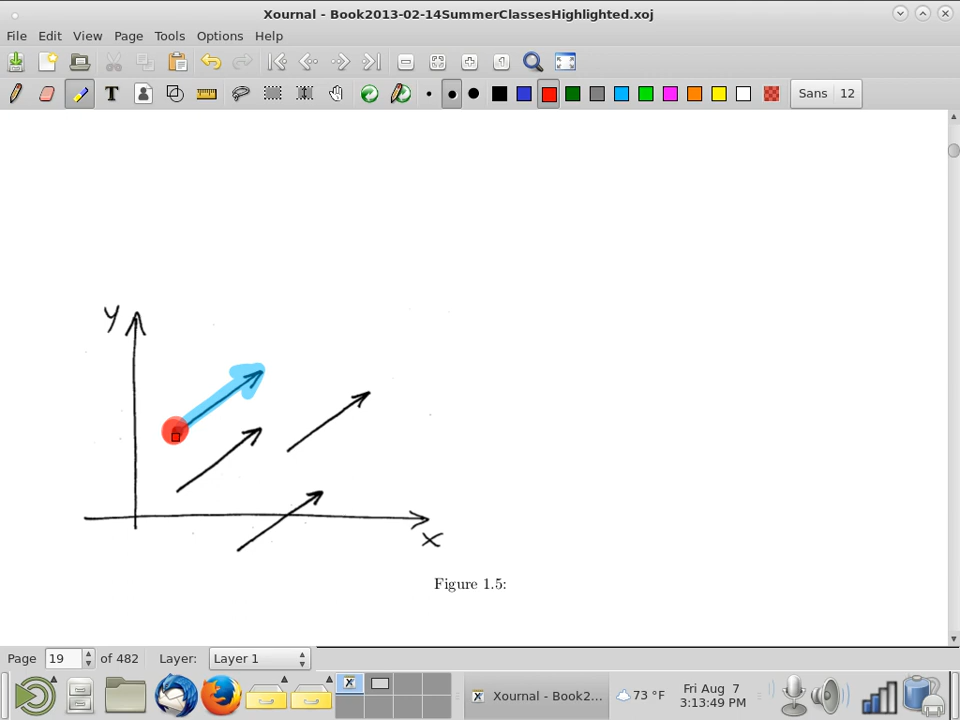 Xournal - Book2013-02-14SummerClassesHighlighted.xoj
File Edit View Page Tools Options Help
T Sans 12
y
x
Figure 1.5:
Page 19 of 482 Layer: Layer 1
Xournal - Book2... 73 °F Fri Aug 7
3:13:49 PM